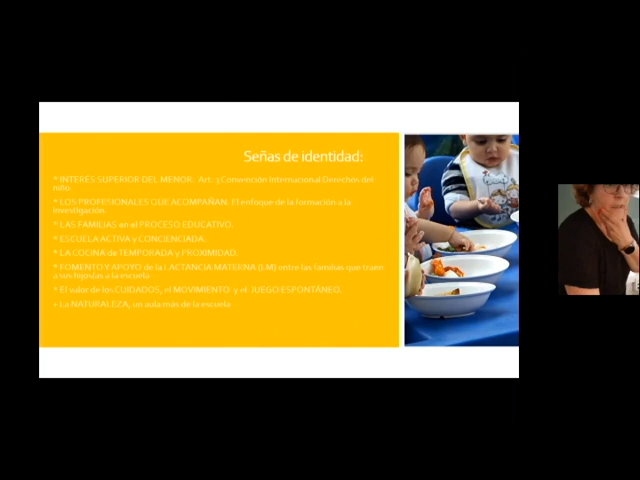 Señas de identidad:
* INTERÉS SUPERIOR DEL MENOR- Art- 3 Convención Internacional Derechos del
niño
* LOS PROFESIONALES QUE ACOMPAÑAN. El enfoque de la formación a la
investigación.
* LAS FAMILIAS en el PROCESO EDUCATIVO.
* ESCUELA ACTIVA y CONCIENCIADA.
* LA COCINA de TEMPORADA y PROXIMIDAD.
* FOMENTO Y APOYO de la LACTANCIA MATERNA (LM) entre las familias que traen
a sus hijos/as a la escuela
* El valor de los CUIDADOS, el MOVIMIENTO y el JUEGO ESPONTÁNEO.
* La NATURALEZA, un aula más de la escuela